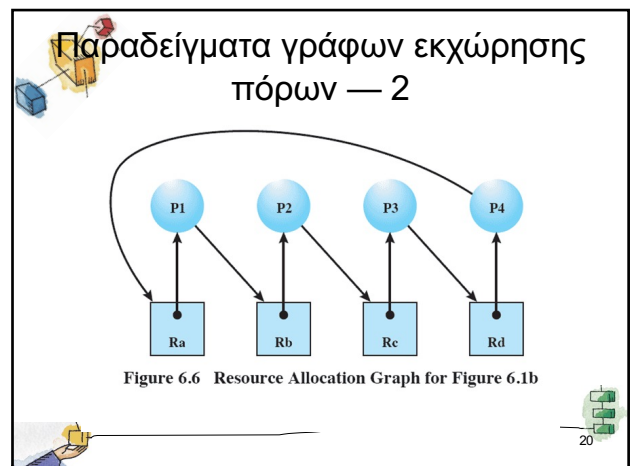 Παραδείγματα γράφων εκχώρησης
πόρων — 2
P1 P2 P3 P4
Ra Rb Rc Rd
Figure 6.6 Resource Allocation Graph for Figure 6.1b
20